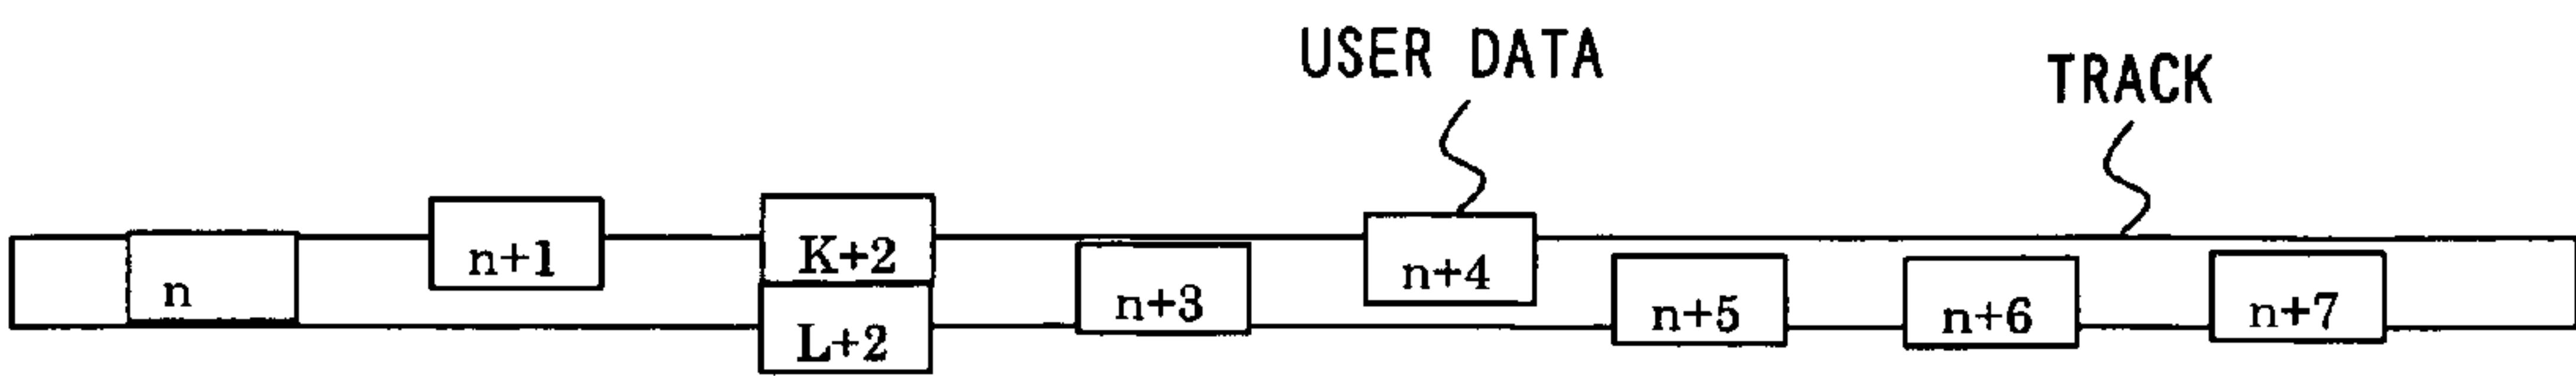 USER DATA
TRACK
n
n+1
K+2
L+2
n+3
n+4
n+5
n+6
n+7